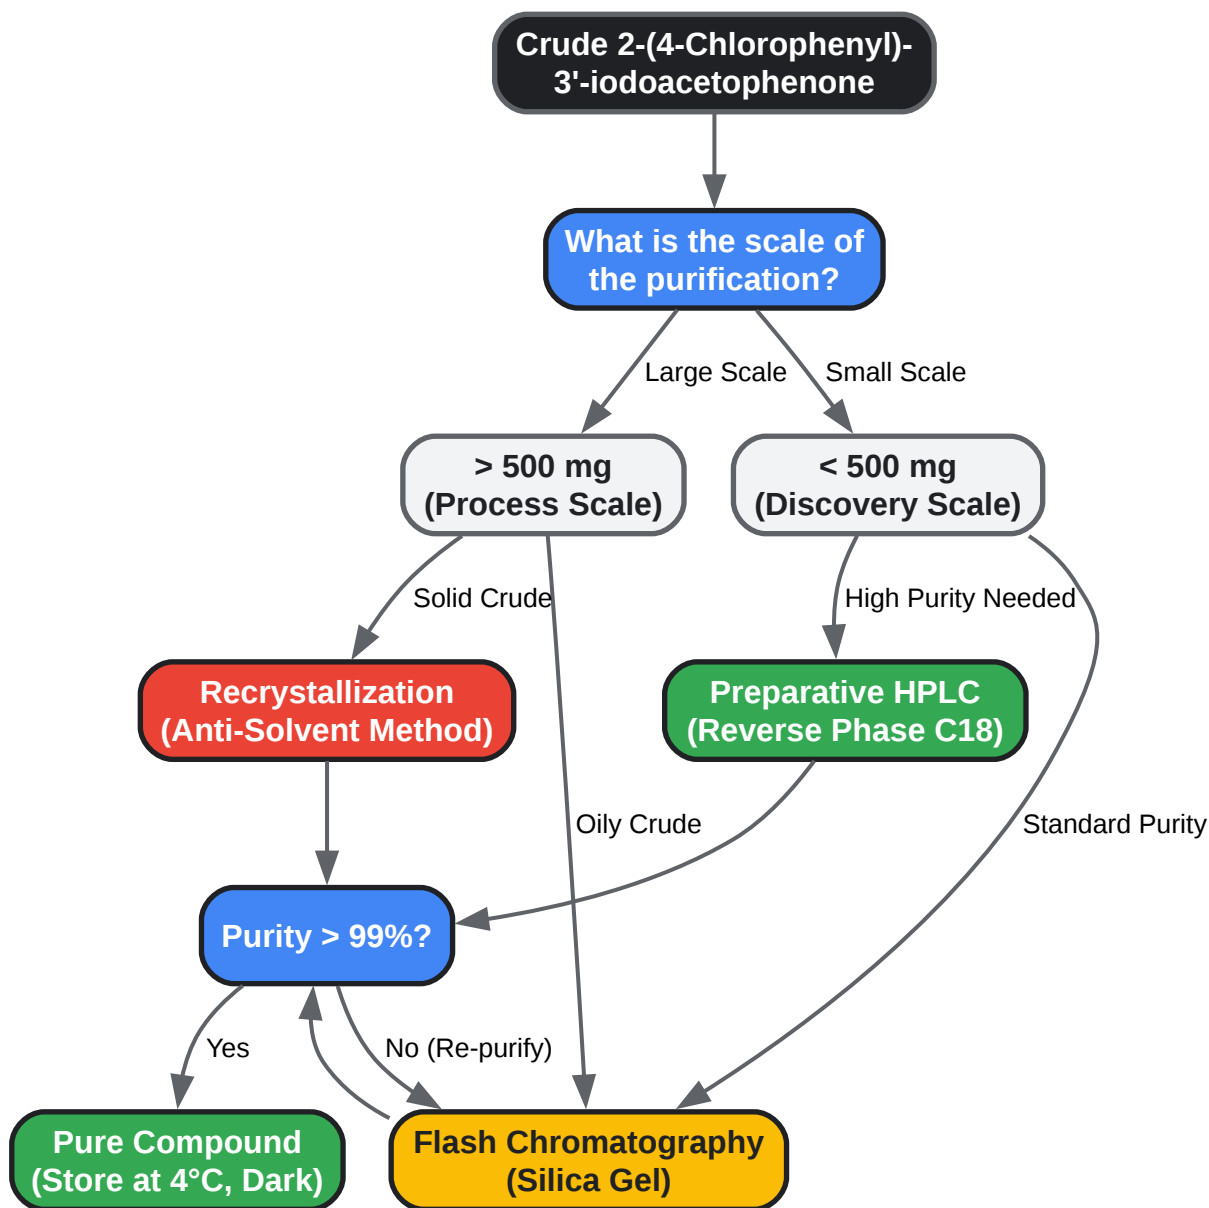 Crude 2-(4-Chlorophenyl)-
3'-iodoacetophenone
What is the scale of
the purification?
Large Scale
Small Scale
> 500 mg
(Process Scale)
< 500 mg
(Discovery Scale)
Solid Crude
High Purity Needed
Recrystallization
(Anti-Solvent Method)
Preparative HPLC
(Reverse Phase C18)
Oily Crude
Standard Purity
Purity > 99%?
Yes
No (Re-purify)
Pure Compound
(Store at 4°C, Dark)
Flash Chromatography
(Silica Gel)